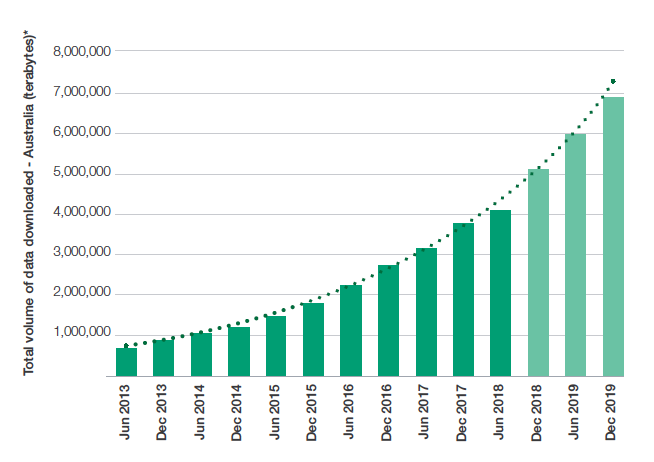 Total volume of data downloaded - Australia (terabytes)*
8,000,000
7,000,000
6,000,000
5,000,000
4,000,000
3,000,000
2,000,000
1,000,000
Jun 2013
Dec 2013
Jun 2014
Dec 2014
Jun 2015
Dec 2015
Jun 2016
Dec 2016
Jun 2017
Dec 2017
Jun 2018
Dec 2018
Jun 2019
Dec 2019